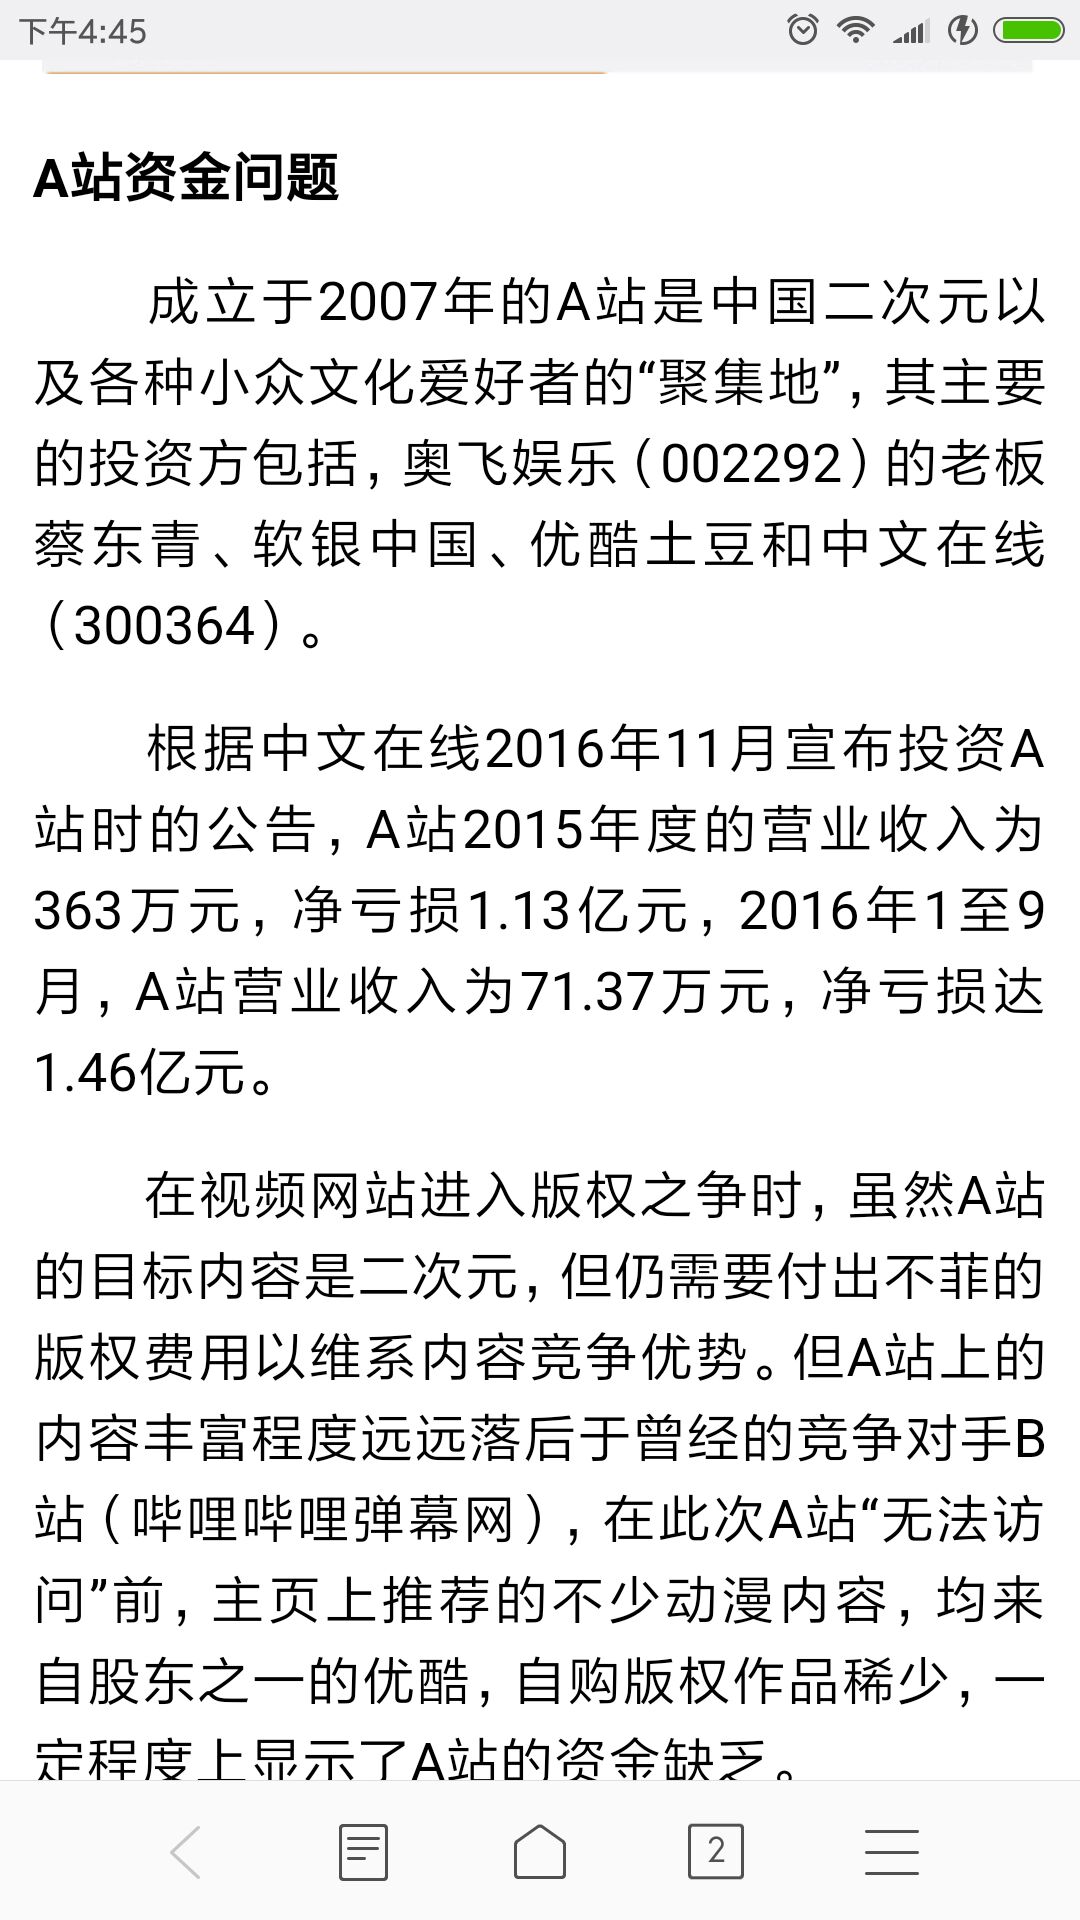 下午4:45
A站资金问题
成立于2007年的A站是中国二次元以
及各种小众文化爱好者的“聚集地”，其主要
的投资方包括，奥飞娱乐（002292）的老板
蔡东青、软银中国、优酷土豆和中文在线
（300364）。
根据中文在线2016年11月宣布投资A
站时的公告，A站2015年度的营业收入为
363万元，净亏损1.13亿元，2016年1至9
月，A站营业收入为71.37万元，净亏损达
1.46亿元。
在视频网站进入版权之争时，虽然A站
的目标内容是二次元，但仍需要付出不菲的
版权费用以维系内容竞争优势。但A站上的
内容丰富程度远远落后于曾经的竞争对手B
站（哔哩哔哩弹幕网），在此次A站“无法访
问”前，主页上推荐的不少动漫内容，均来
自股东之一的优酷，自购版权作品稀少，一
定程度上显示了A站的资金缺乏。
2